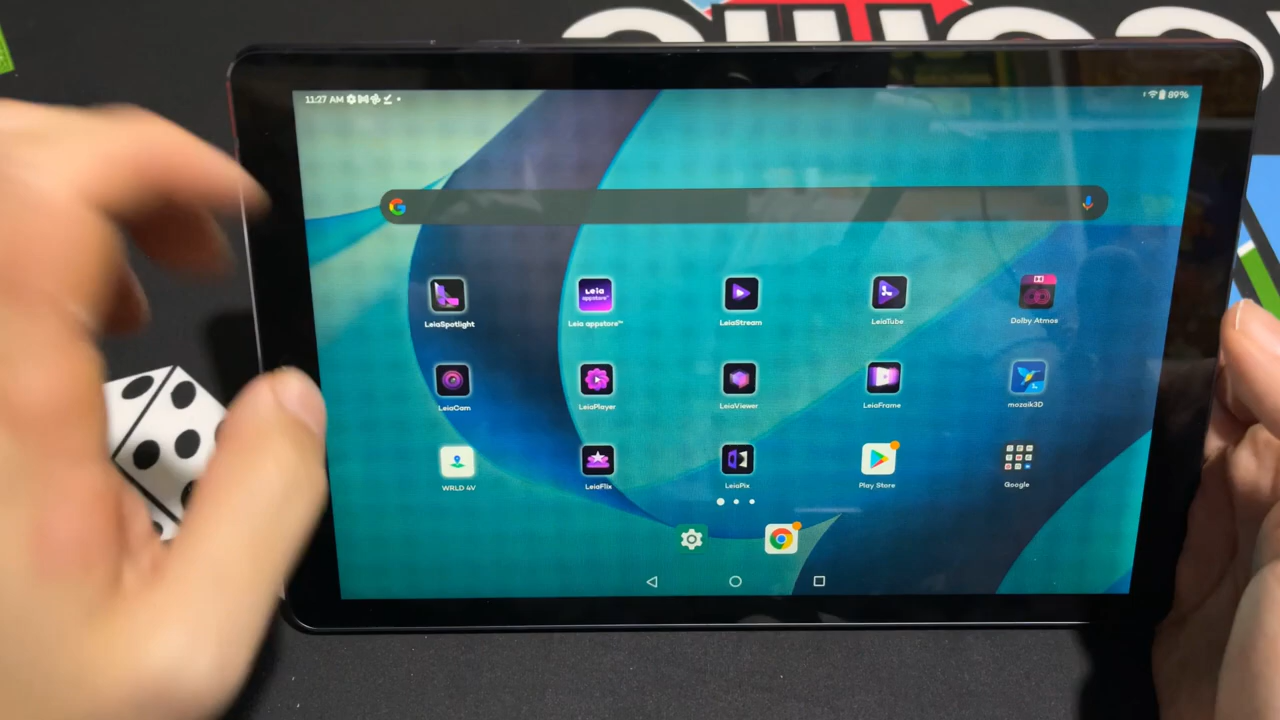 11:27 AM
89%
Leia appstore™
LeiaSpotlight
Leia appstore™
LeiaStream
LeiaTube
Dolby Atmos
LeiaCam
LeiaPlayer
LeiaViewer
LeiaFrame
mozaik3D
WRLD 4V
LeiaFlix
LeiaPix
Play Store
Google